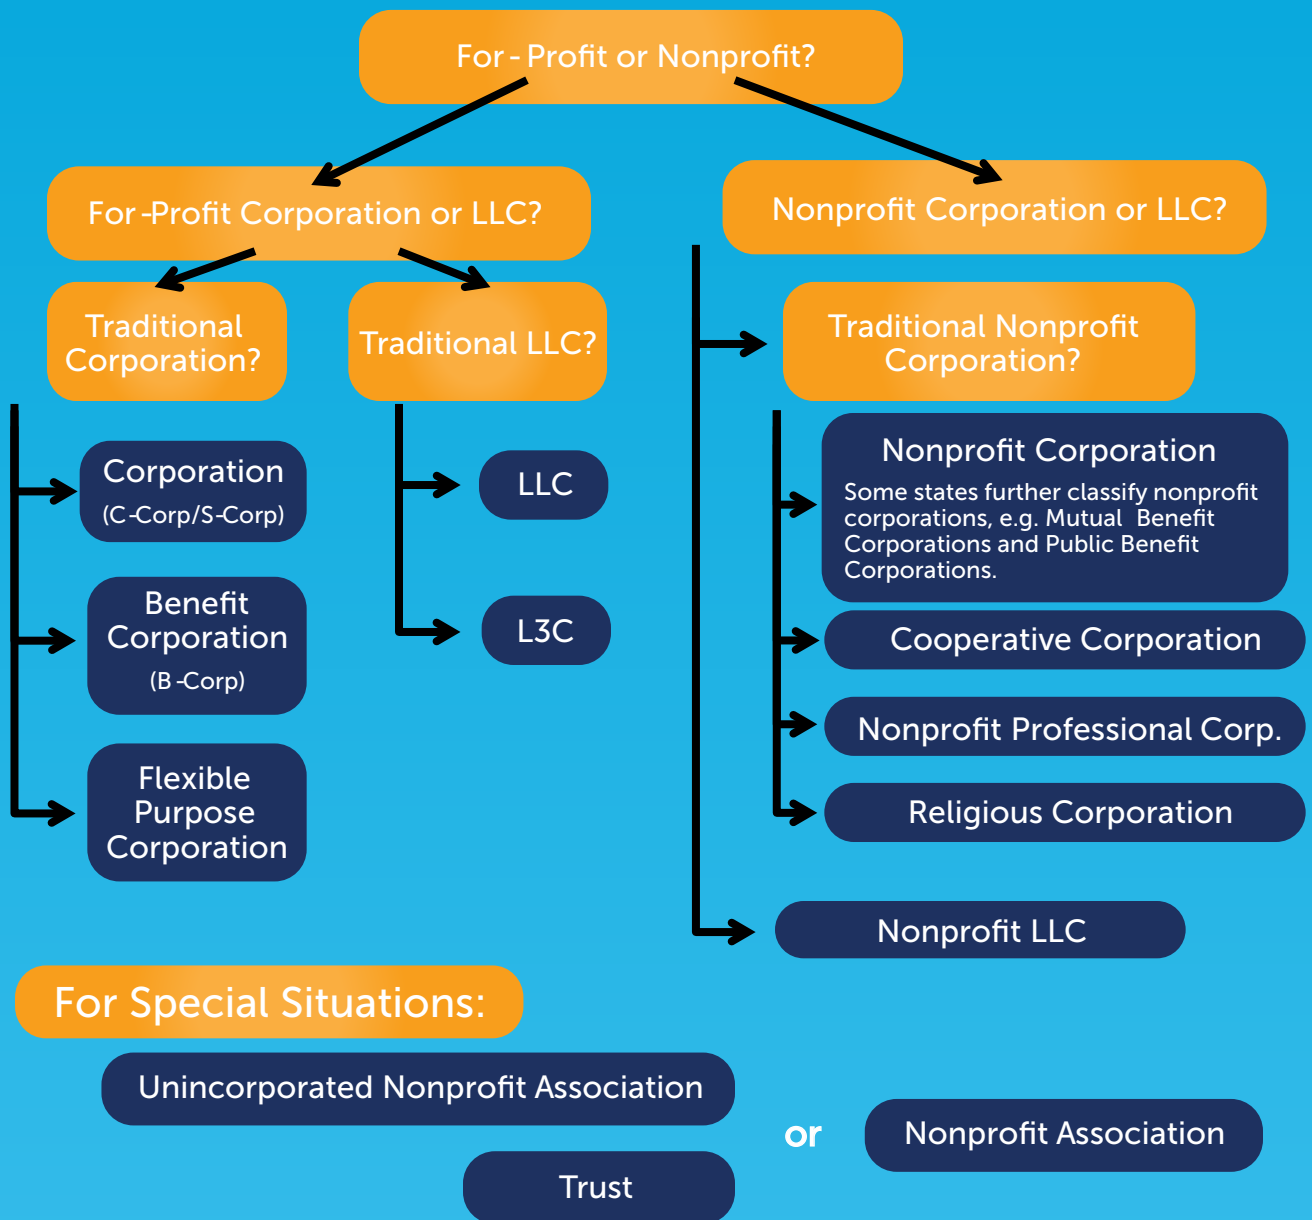 For-Profit or Nonprofit?
For-Profit Corporation or LLC?
Nonprofit Corporation or LLC?
Traditional
Corporation?
Traditional LLC?
Traditional Nonprofit
Corporation?
Corporation
(C-Corp/S-Corp)
Benefit
Corporation
(B-Corp)
Flexible
Purpose
Corporation
LLC
L3C
Nonprofit Corporation
Some states further classify nonprofit
corporations, e.g. Mutual Benefit
Corporations and Public Benefit
Corporations.
Cooperative Corporation
Nonprofit Professional Corp.
Religious Corporation
Nonprofit LLC
For Special Situations:
Unincorporated Nonprofit Association
Trust
or
Nonprofit Association